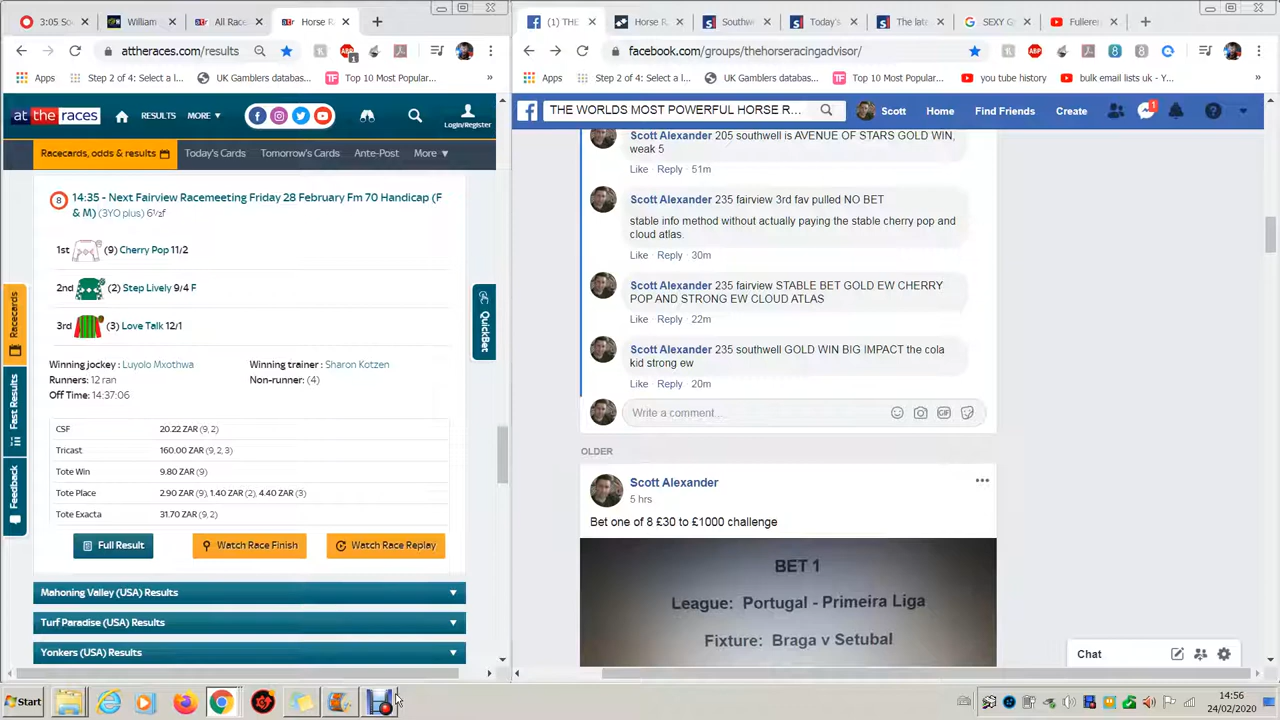 3:05 So
William
All Race
Horse R
attheraces.com/results
1
Apps
Step 2 of 4: Select a l
UK Gamblers databas...
Top 10 Most Popular...
»
at the races
RESULTS
MORE
Login/Register
Racecards, odds & results
Today's Cards
Tomorrow's Cards
Ante-Post
More
8
14:35 - Next Fairview Racemeeting Friday 28 February Fm 70 Handicap (F
& M) (3YO plus) 6½f
1st (9) Cherry Pop 11/2
2nd (2) Step Lively 9/4 F
3rd (3) Love Talk 12/1
Winning jockey: Luyolo Mxothwa
Winning trainer: Sharon Kotzen
Runners: 12 ran
Non-runner: (4)
Off Time: 14:37:06
CSF 20.22 ZAR (9, 2)
Tricast 160.00 ZAR (9, 2, 3)
Tote Win 9.80 ZAR (9)
Tote Place 2.90 ZAR (9), 1.40 ZAR (2), 4.40 ZAR (3)
Tote Exacta 31.70 ZAR (9, 2)
Full Result
Watch Race Finish
Watch Race Replay
Mahoning Valley (USA) Results
Turf Paradise (USA) Results
Yonkers (USA) Results
Racecards
Fast Results
Feedback
QuickBet
(1) THE
Horse R
Southw
Today's
The late
SEXY G
Fullere
facebook.com/groups/thehorseracingadvisor/
Apps
Step 2 of 4: Select a l
UK Gamblers databas...
Top 10 Most Popular...
you tube history
bulk email lists uk - Y...
»
THE WORLDS MOST POWERFUL HORSE R...
Scott
Home
Find Friends
Create
1
Scott Alexander 205 southwell is AVENUE OF STARS GOLD WIN,
weak 5
Like · Reply · 51m
Scott Alexander 235 fairview 3rd fav pulled NO BET
stable info method without actually paying the stable cherry pop and
cloud atlas.
Like · Reply · 30m
Scott Alexander 235 fairview STABLE BET GOLD EW CHERRY
POP AND STRONG EW CLOUD ATLAS
Like · Reply · 22m
Scott Alexander 235 southwell GOLD WIN BIG IMPACT the cola
kid strong ew
Like · Reply · 20m
Write a comment...
GIF
OLDER
Scott Alexander
5 hrs
Bet one of 8 £30 to £1000 challenge
BET 1
League: Portugal - Primeira Liga
Fixture: Braga v Setubal
Chat
Start
14:56
24/02/2020